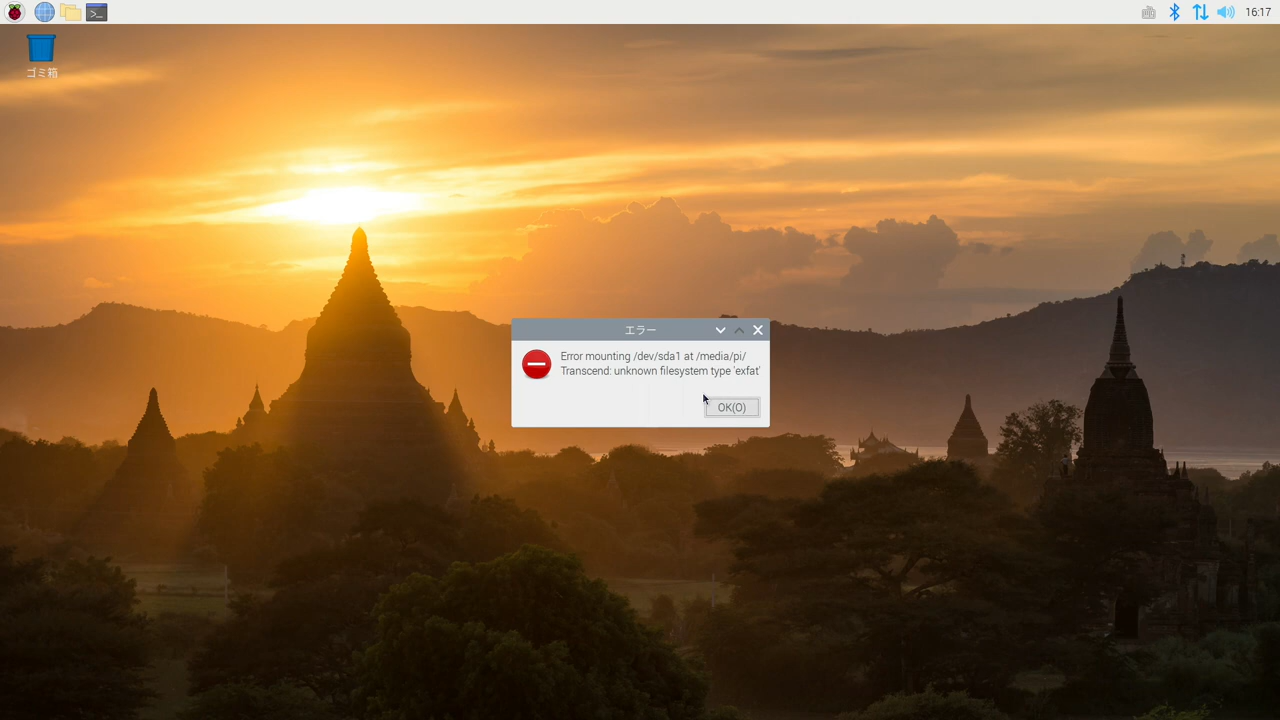 16:17
ゴミ箱
エラー
Error mounting /dev/sda1 at /media/pi/
Transcend: unknown filesystem type 'exfat'
OK(O)